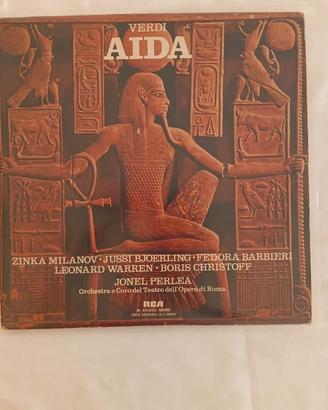 VERDI
AIDA
ZINKA MILANOV · JUSSI BJOERLING · FEDORA BARBIERI
LEONARD WARREN · BORIS CHRISTOFF
JONEL PERLEA
Orchestra e Coro del Teatro dell'Opera di Roma
RCA